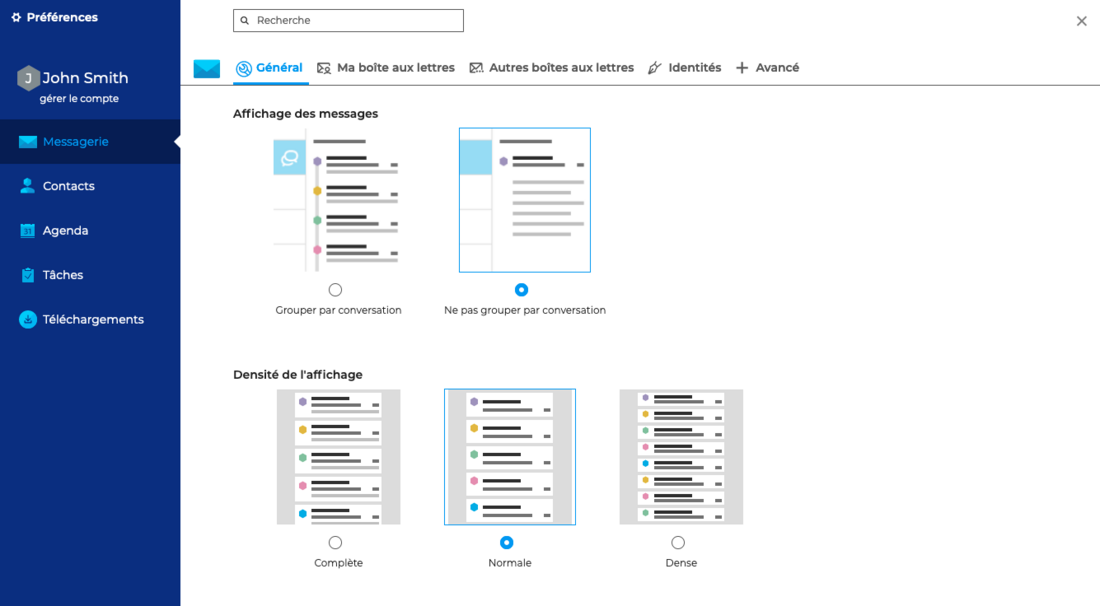 Préférences
Recherche
J John Smith
gérer le compte
Messagerie
Contacts
Agenda
31
Tâches
Téléchargements
Général Ma boîte aux lettres Autres boîtes aux lettres Identités Avancé
Affichage des messages
Grouper par conversation Ne pas grouper par conversation
Densité de l'affichage
Complète Normale Dense